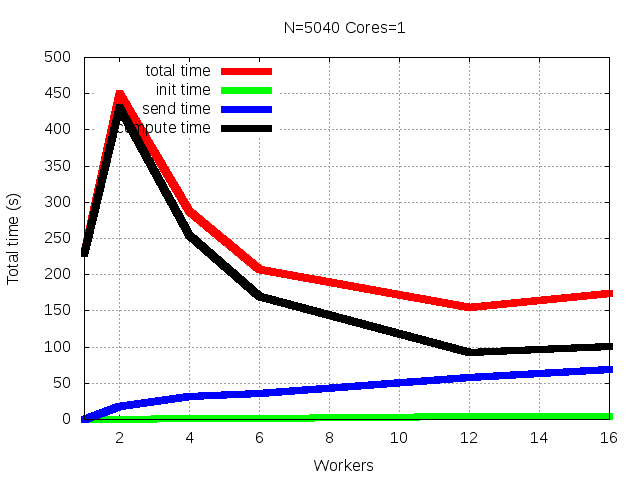 N=5040 Cores=1
500
450
400
350
300
250
200
150
100
50
0
total time
init time
send time
compute time
Total time (s)
2 4 6 8 10 12 14 16
Workers